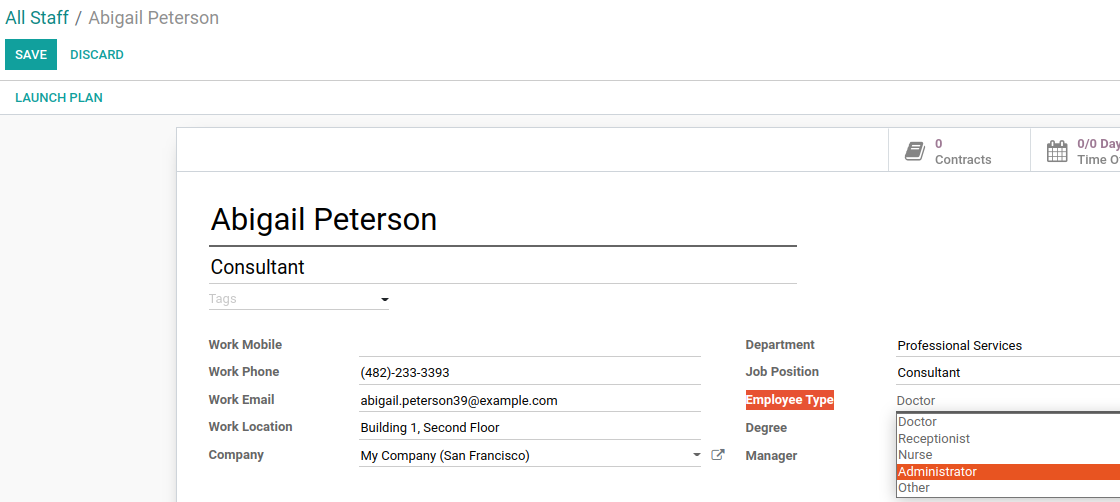 All Staff / Abigail Peterson
SAVE DISCARD
LAUNCH PLAN
0
Contracts
0/0 Day
Time O
Abigail Peterson
Consultant
Tags
Work Mobile
Work Phone (482)-233-3393
Work Email abigail.peterson39@example.com
Work Location Building 1, Second Floor
Company My Company (San Francisco)
Department Professional Services
Job Position Consultant
Employee Type Doctor
Degree
Manager
Doctor
Receptionist
Nurse
Administrator
Other